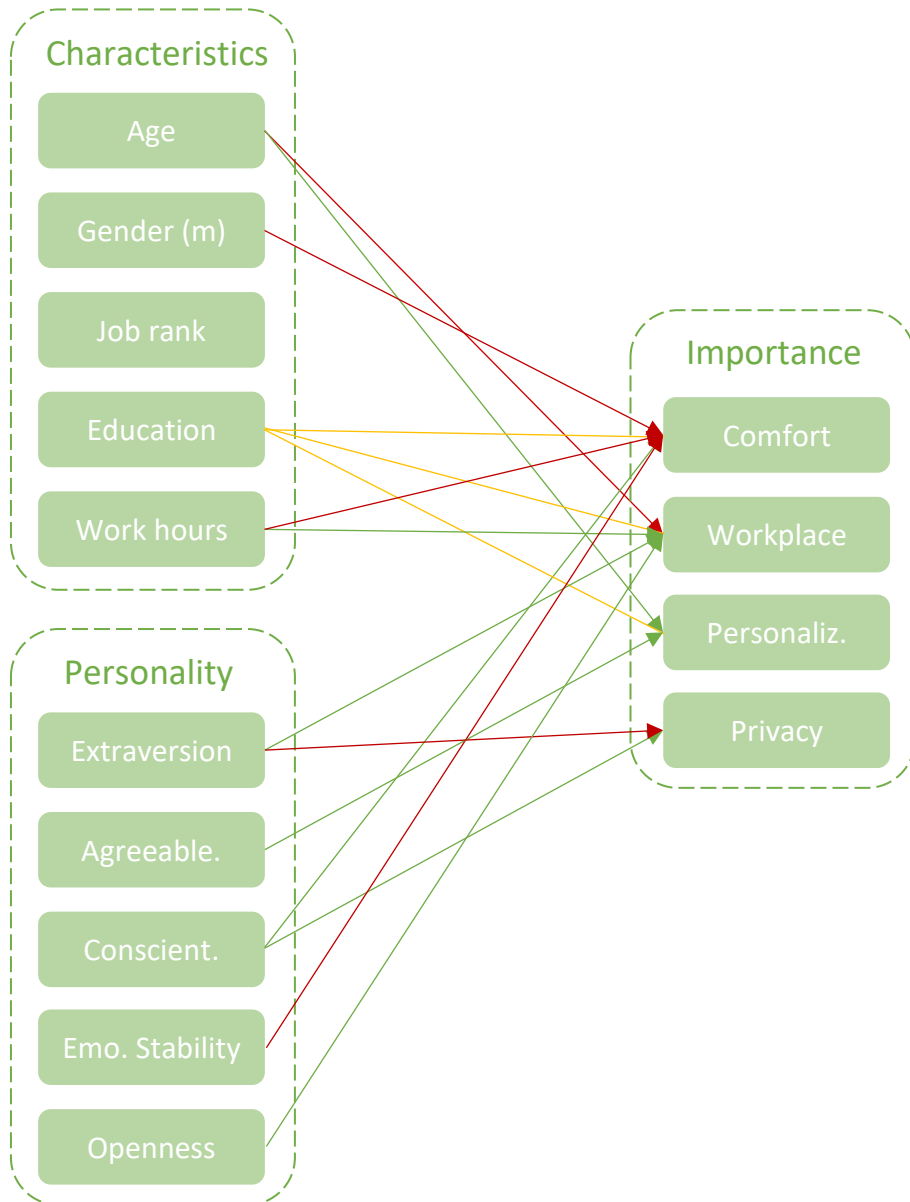 Characteristics
Age
Gender (m)
Job rank
Education
Work hours
Personality
Extraversion
Agreeable.
Conscient.
Emo. Stability
Openness
Importance
Comfort
Workplace
Personaliz.
Privacy